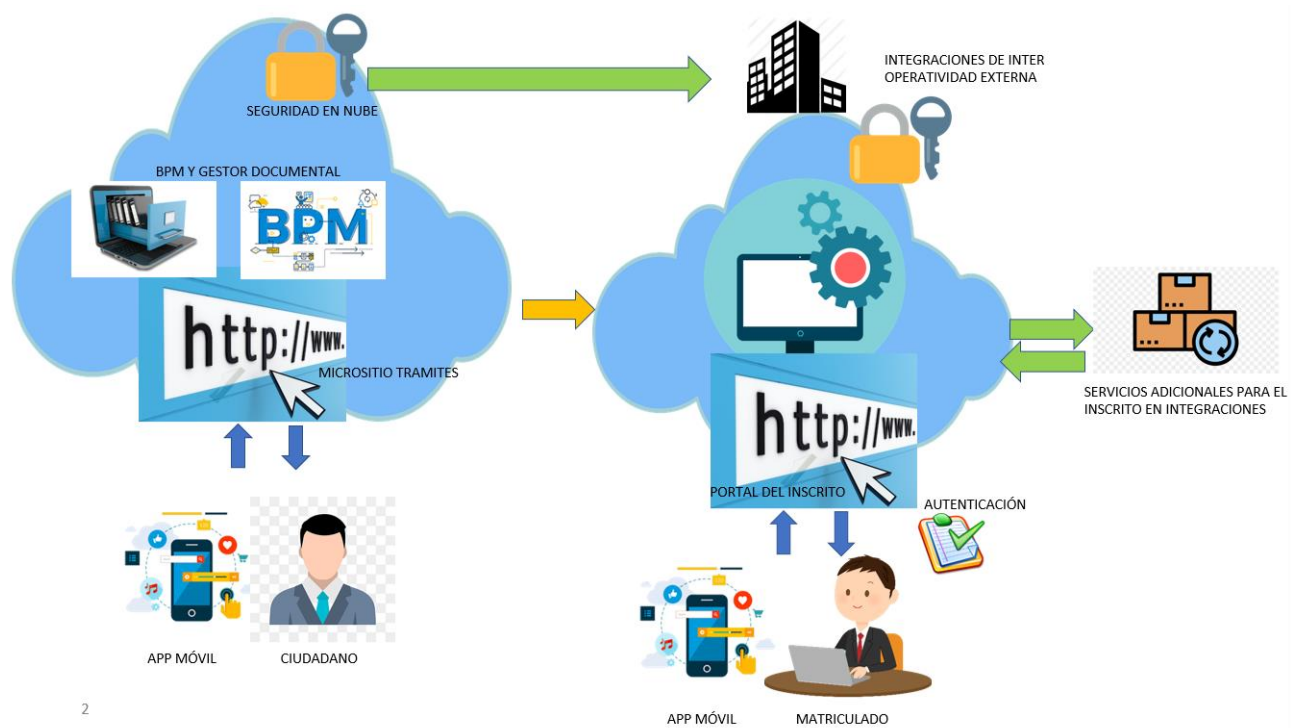 SEGURIDAD EN NUBE
INTEGRACIONES DE INTER
OPERATIVIDAD EXTERNA
BPM Y GESTOR DOCUMENTAL
BPM
http://www.
MICROSITIO TRAMITES
SERVICIOS ADICIONALES PARA EL
INSCRITO EN INTEGRACIONES
http://www.
PORTAL DEL INSCRITO
AUTENTICACIÓN
APP MÓVIL
CIUDADANO
APP MÓVIL
MATRICULADO
2